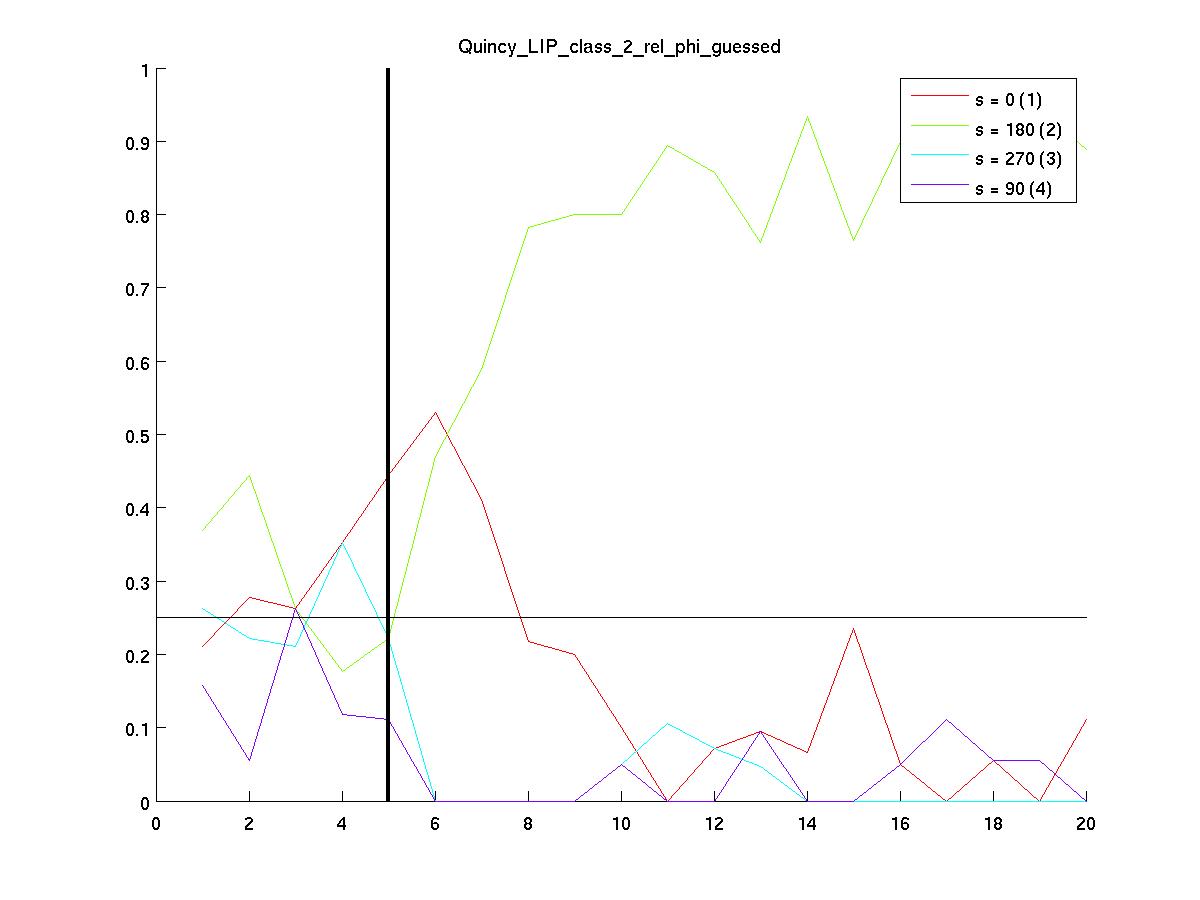 Quincy_LIP_class_2_rel_phi_guessed
1
0.9
0.8
0.7
0.6
0.5
0.4
0.3
0.2
0.1
0
0 2 4 6 8 10 12 14 16 18 20
s = 0 (1)
s = 180 (2)
s = 270 (3)
s = 90 (4)